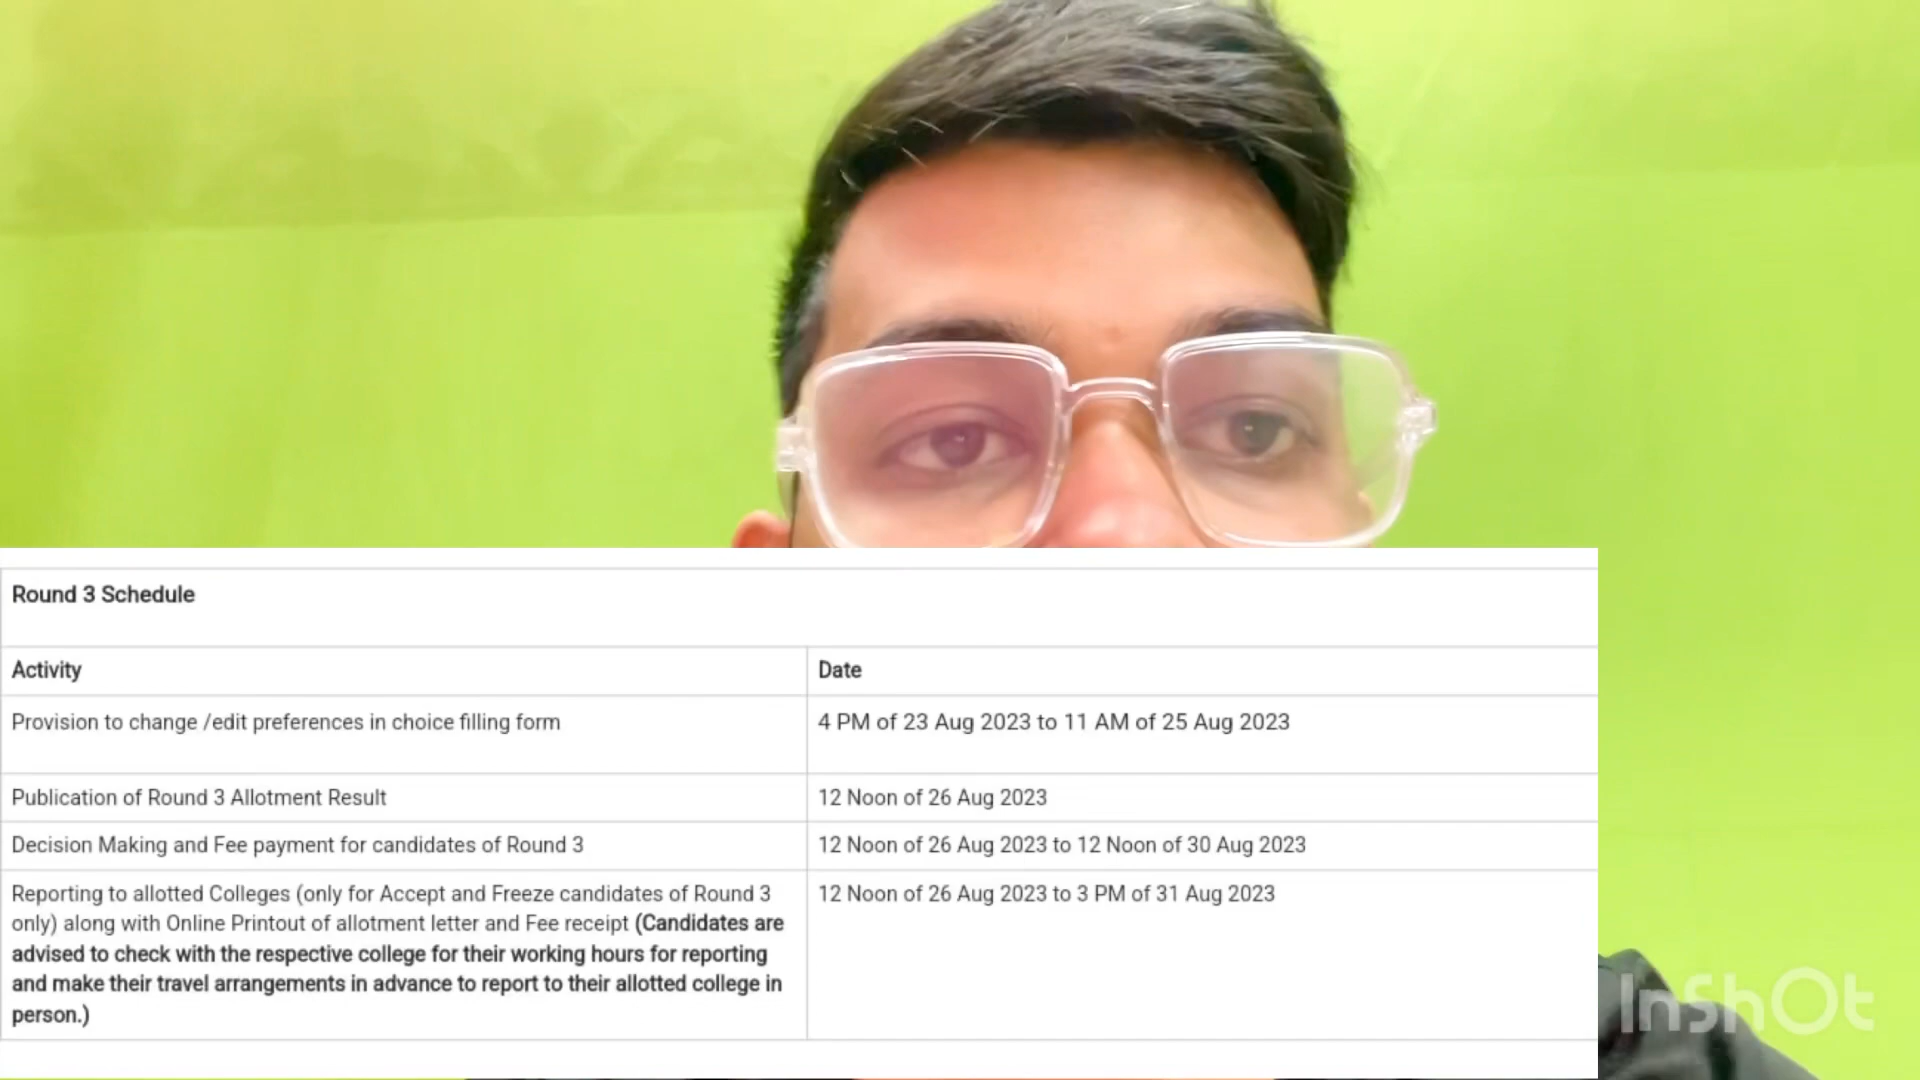 Round 3 Schedule
Activity
Date
Provision to change /edit preferences in choice filling form
4 PM of 23 Aug 2023 to 11 AM of 25 Aug 2023
Publication of Round 3 Allotment Result
12 Noon of 26 Aug 2023
Decision Making and Fee payment for candidates of Round 3
12 Noon of 26 Aug 2023 to 12 Noon of 30 Aug 2023
Reporting to allotted Colleges (only for Accept and Freeze candidates of Round 3
only) along with Online Printout of allotment letter and Fee receipt (Candidates are
advised to check with the respective college for their working hours for reporting
and make their travel arrangements in advance to report to their allotted college in
person.)
12 Noon of 26 Aug 2023 to 3 PM of 31 Aug 2023
InShOt